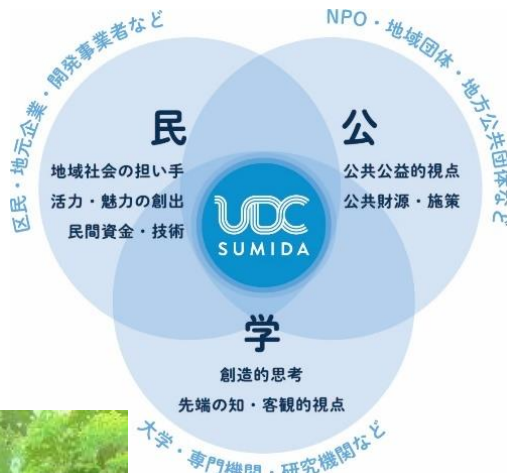 区民・地元企業・開発事業者など
NPO・地域団体・地方公共団体など
民
地域社会の担い手
活力・魅力の創出
民間資金・技術
公
公共公益的視点
公共財源・施策
UDC
SUMIDA
学
創造的思考
先端の知・客観的視点
大学・専門機関・研究機関など